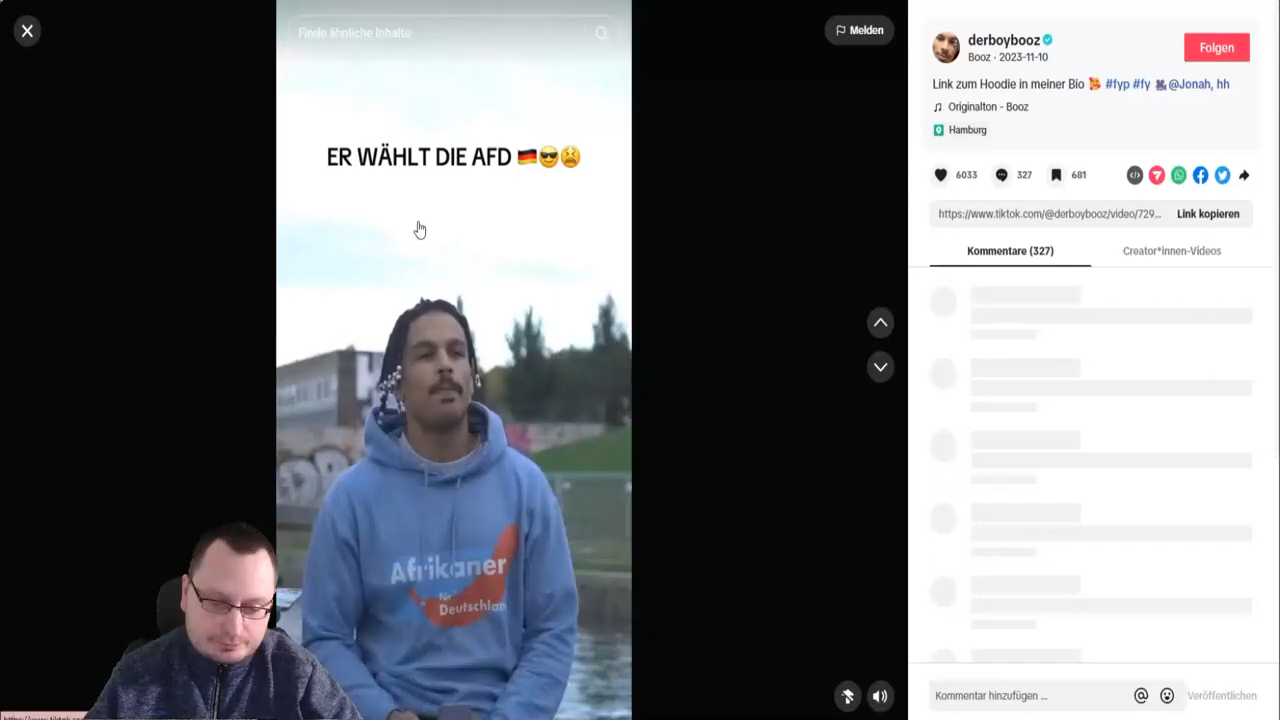 Finde ähnliche Inhalte
Melden
ER WÄHLT DIE AFD
Afrikaner
für
Deutschlan
derboybooz
Booz · 2023-11-10
Folgen
Link zum Hoodie in meiner Bio #fyp #fy @Jonah, hh
Originalton - Booz
Hamburg
6033
327
681
https://www.tiktok.com/@derboybooz/video/729...
Link kopieren
Kommentare (327)
Creator*innen-Videos
Kommentar hinzufügen ...
Veröffentlichen